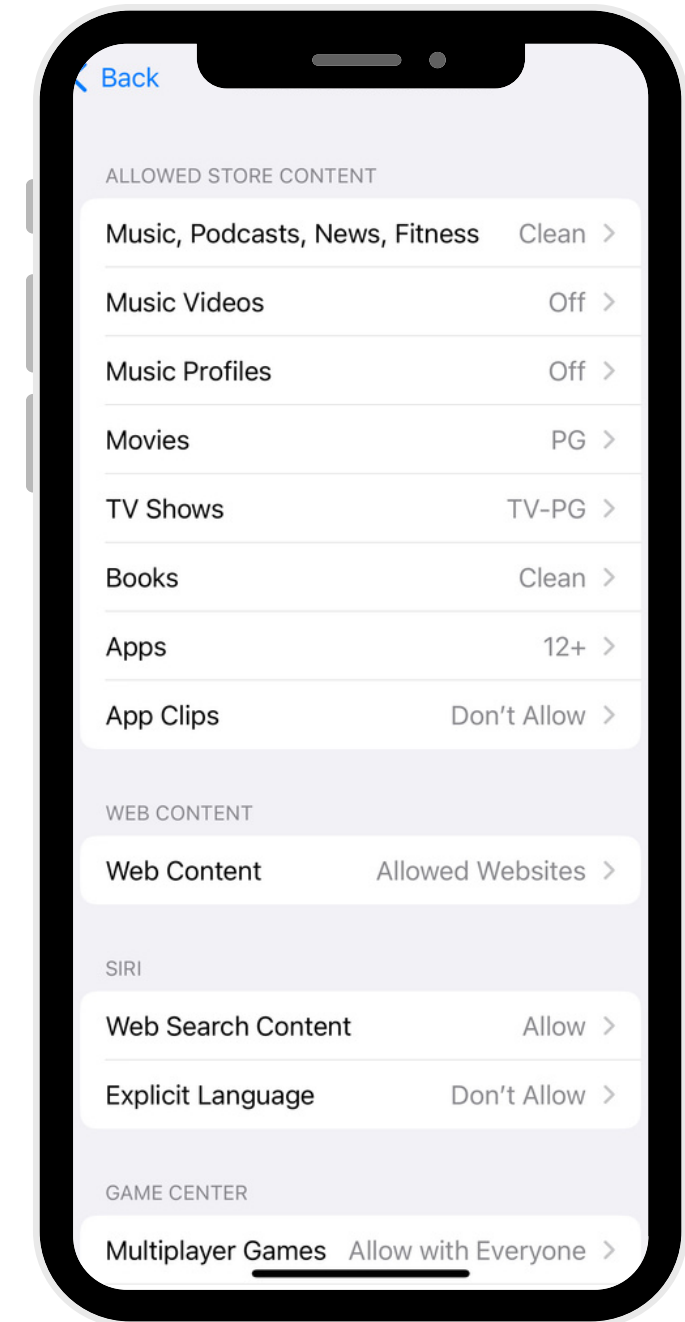 Back
ALLOWED STORE CONTENT
Music, Podcasts, News, Fitness Clean
Music Videos Off
Music Profiles Off
Movies PG
TV Shows TV-PG
Books Clean
Apps 12+
App Clips Don’t Allow
WEB CONTENT
Web Content Allowed Websites
SIRI
Web Search Content Allow
Explicit Language Don’t Allow
GAME CENTER
Multiplayer Games Allow with Everyone